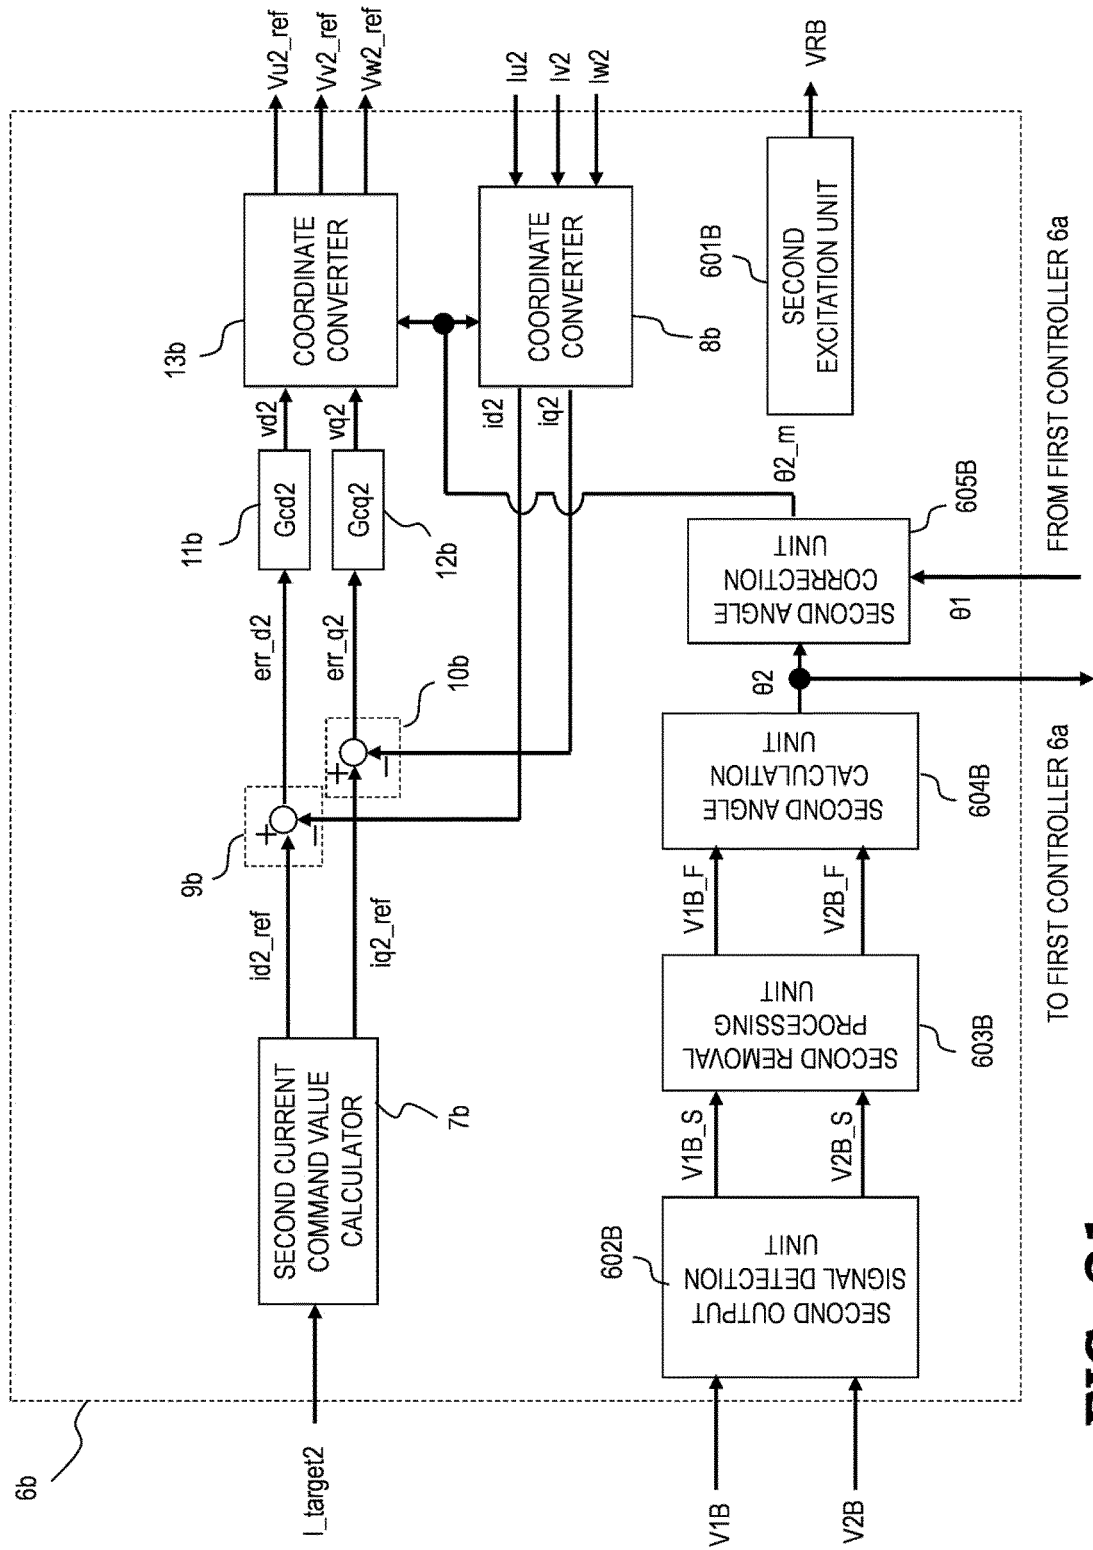 6b
I_target2
SECOND CURRENT
COMMAND VALUE
CALCULATOR
7b
id2_ref
iq2_ref
9b
+
−
10b
+
−
err_d2
err_q2
11b
Gcd2
12b
Gcq2
vd2
vq2
13b
COORDINATE
CONVERTER
Vu2_ref
Vv2_ref
Vw2_ref
id2
iq2
COORDINATE
CONVERTER
8b
Iu2
Iv2
Iw2
V1B
V2B
602B
SECOND OUTPUT
SIGNAL DETECTION
UNIT
V1B_S
V2B_S
SECOND REMOVAL
PROCESSING
UNIT
603B
V1B_F
V2B_F
SECOND ANGLE
CALCULATION
UNIT
604B
θ2
SECOND ANGLE
CORRECTION
UNIT
605B
θ1
θ2_m
601B
SECOND
EXCITATION UNIT
VRB
TO FIRST CONTROLLER 6a
FROM FIRST CONTROLLER 6a